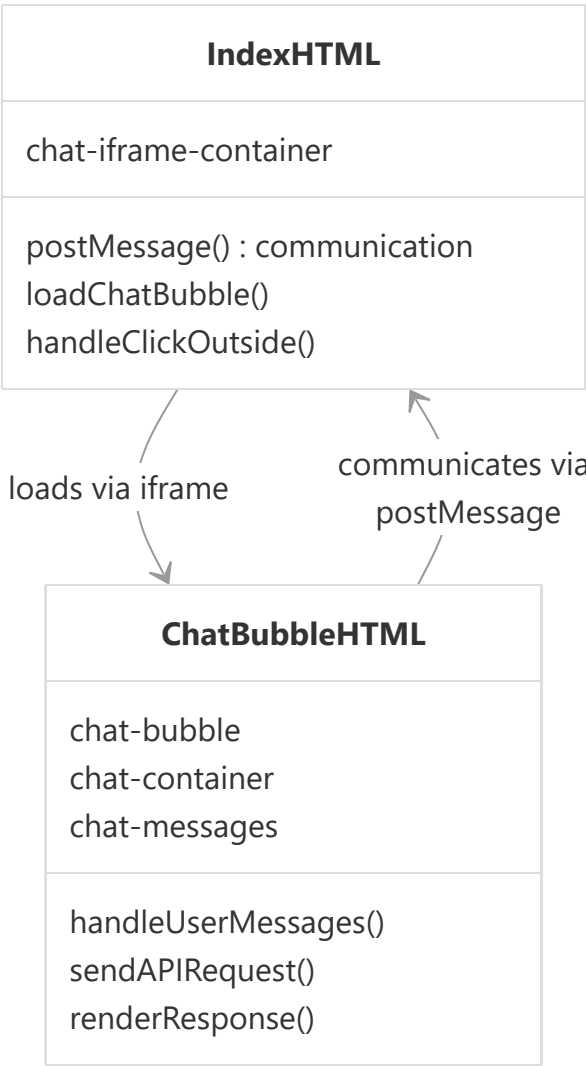 IndexHTML
chat-iframe-container
postMessage() : communication
loadChatBubble()
handleClickOutside()
loads via iframe
communicates via
postMessage
ChatBubbleHTML
chat-bubble
chat-container
chat-messages
handleUserMessages()
sendAPIRequest()
renderResponse()